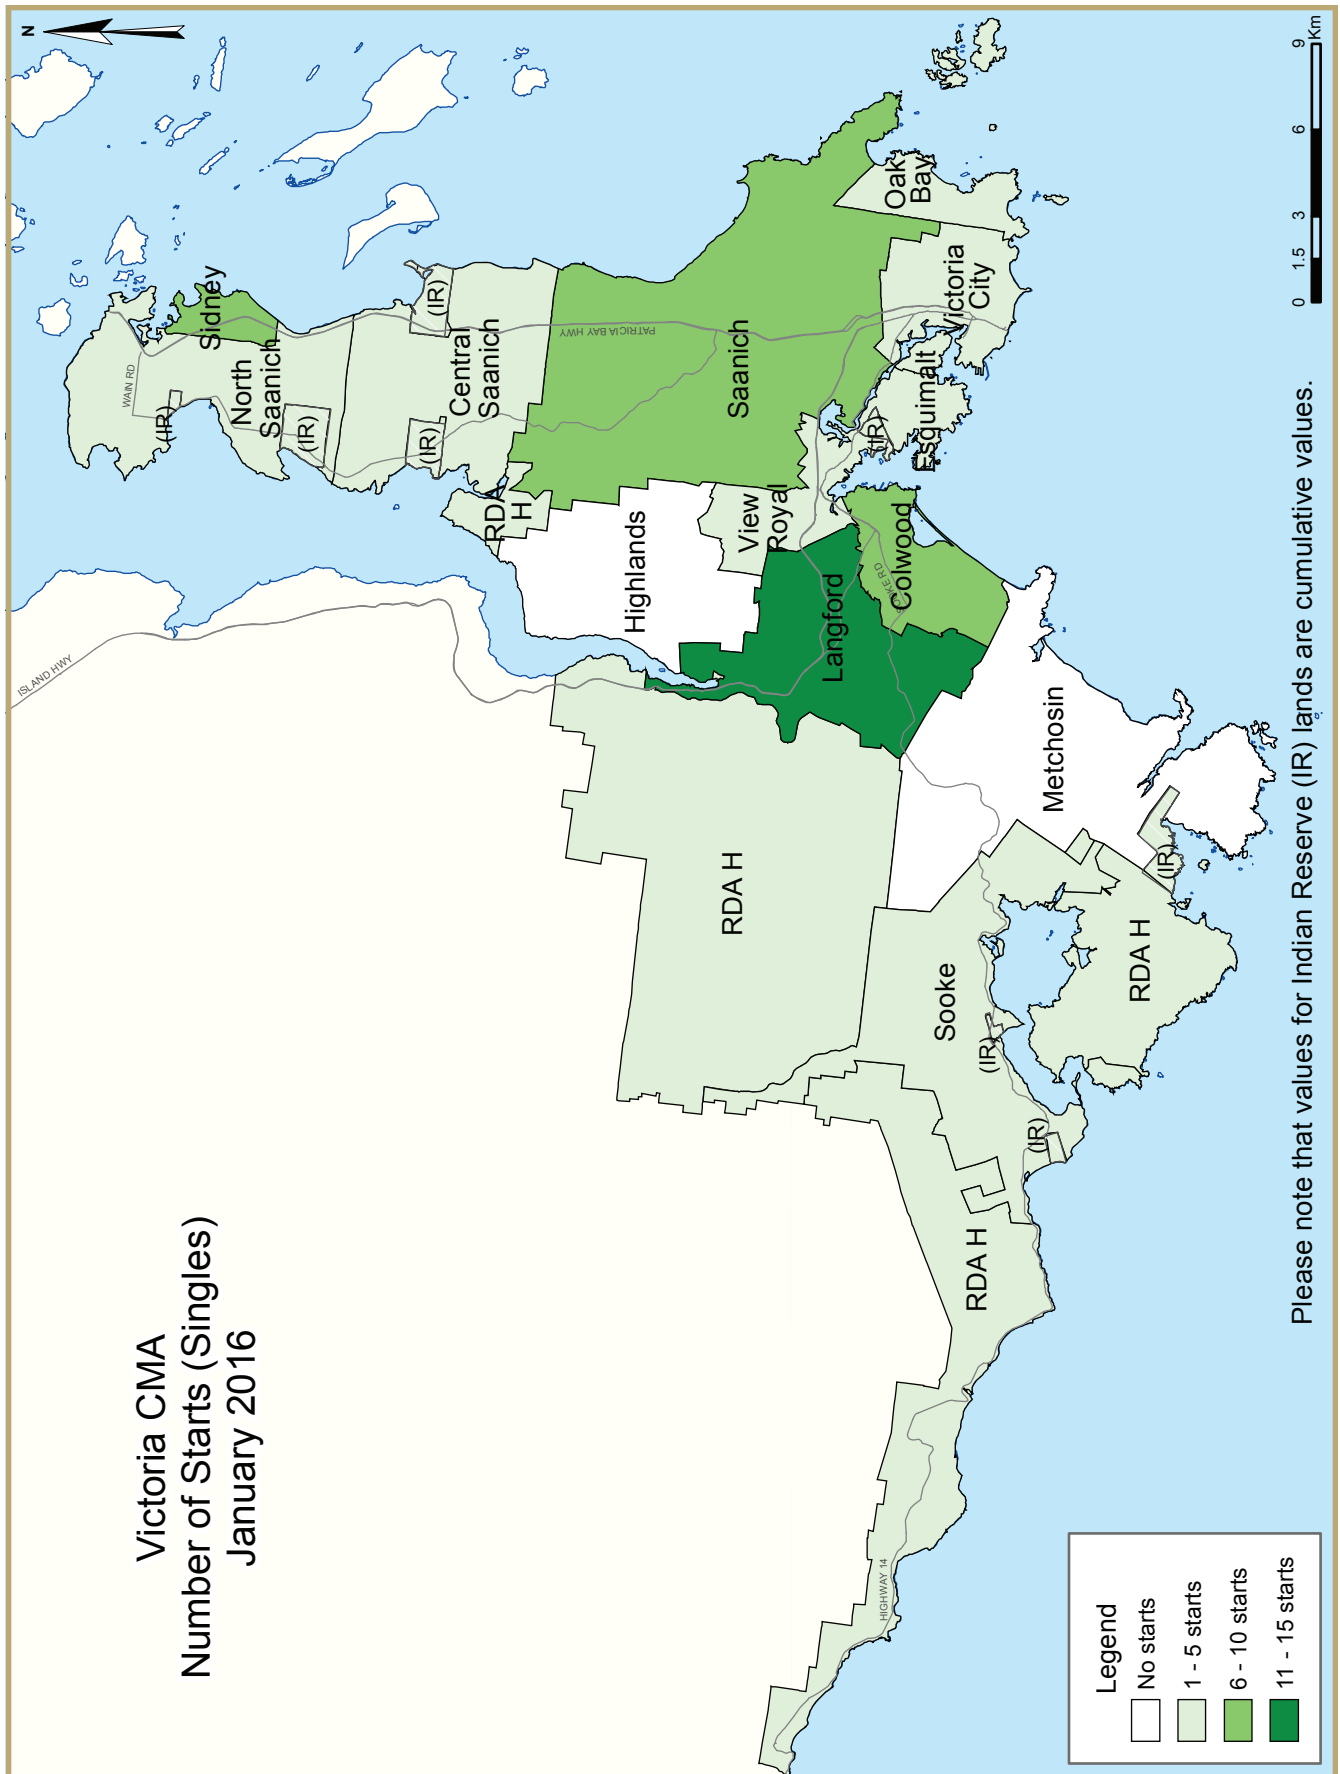 Victoria CMA
Number of Starts (Singles)
January 2016
N
ISLAND HWY
WAIN RD
Sidney
North
Saanich
(IR)
(IR)
Central
Saanich
(IR)
(IR)
PATRICIA BAY HWY
RDA
H
Saanich
Highlands
View
Royal
Oak
Bay
Victoria
City
Esquimalt
(IR)
Langford
Colwood
Metchosin
(IR)
RDA H
Sooke
(IR)
(IR)
RDA H
RDA H
HIGHWAY 14
Legend
No starts
1 - 5 starts
6 - 10 starts
11 - 15 starts
0 1.5 3 6 9
Km
Please note that values for Indian Reserve (IR) lands are cumulative values.